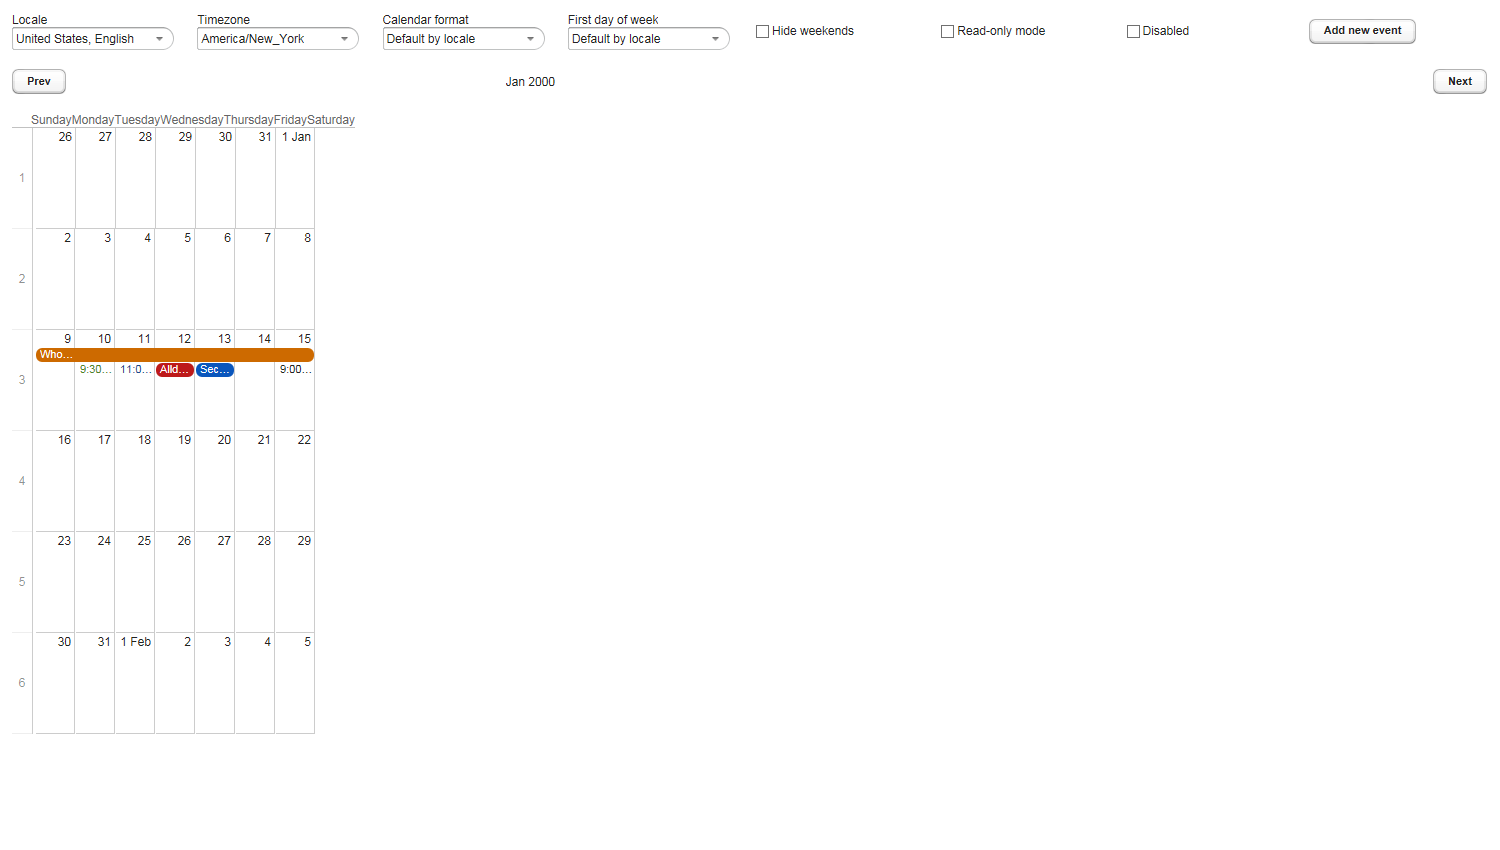 Locale Timezone Calendar format First day of week
United States, English America/New_York Default by locale Default by locale Hide weekends Read-only mode Disabled Add new event
Prev Jan 2000 Next
Sunday Monday Tuesday Wednesday Thursday Friday Saturday
26 27 28 29 30 31 1 Jan
1
2 3 4 5 6 7 8
2
9 10 11 12 13 14 15
Who...
9:30... 11:0... Alld... Sec... 9:00...
3
16 17 18 19 20 21 22
4
23 24 25 26 27 28 29
5
30 31 1 Feb 2 3 4 5
6